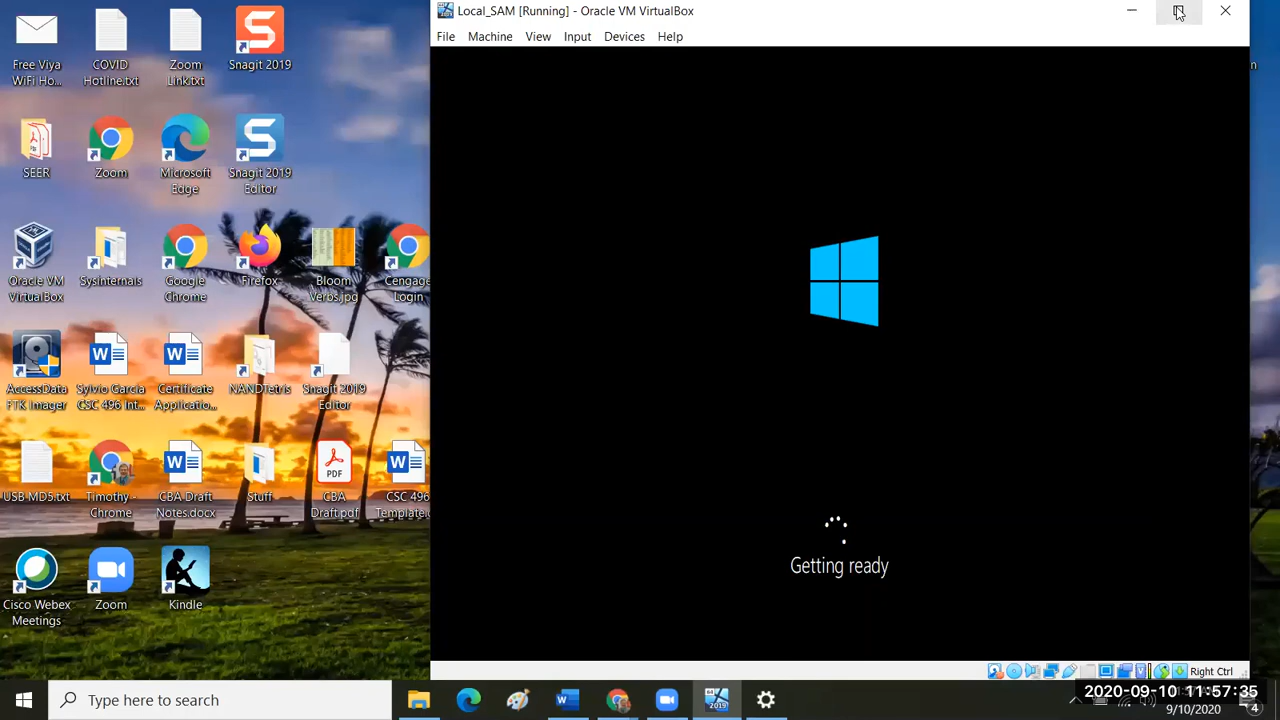 Local_SAM [Running] - Oracle VM VirtualBox
File Machine View Input Devices Help
Free Viya
WiFi Ho...
COVID
Hotline.txt
Zoom
Link.txt
Snagit 2019
SEER
Zoom
Microsoft
Edge
Snagit 2019
Editor
Oracle VM
VirtualBox
Sysinternals
Google
Chrome
Firefox
Bloom
Verbs.jpg
Cengage
Login
AccessData
FTK Imager
Sylvio Garcia
CSC 496 Int...
Certificate
Applicatio...
NANDTetris
Snagit 2019
Editor
USB MD5.txt
Timothy -
Chrome
CBA Draft
Notes.docx
Stuff
PDF
CBA
Draft.pdf
CSC 496
Template.
Cisco Webex
Meetings
Zoom
Kindle
Getting ready
Right Ctrl
Type here to search
2019
2020-09-10 11:57:35
9/10/2020
4